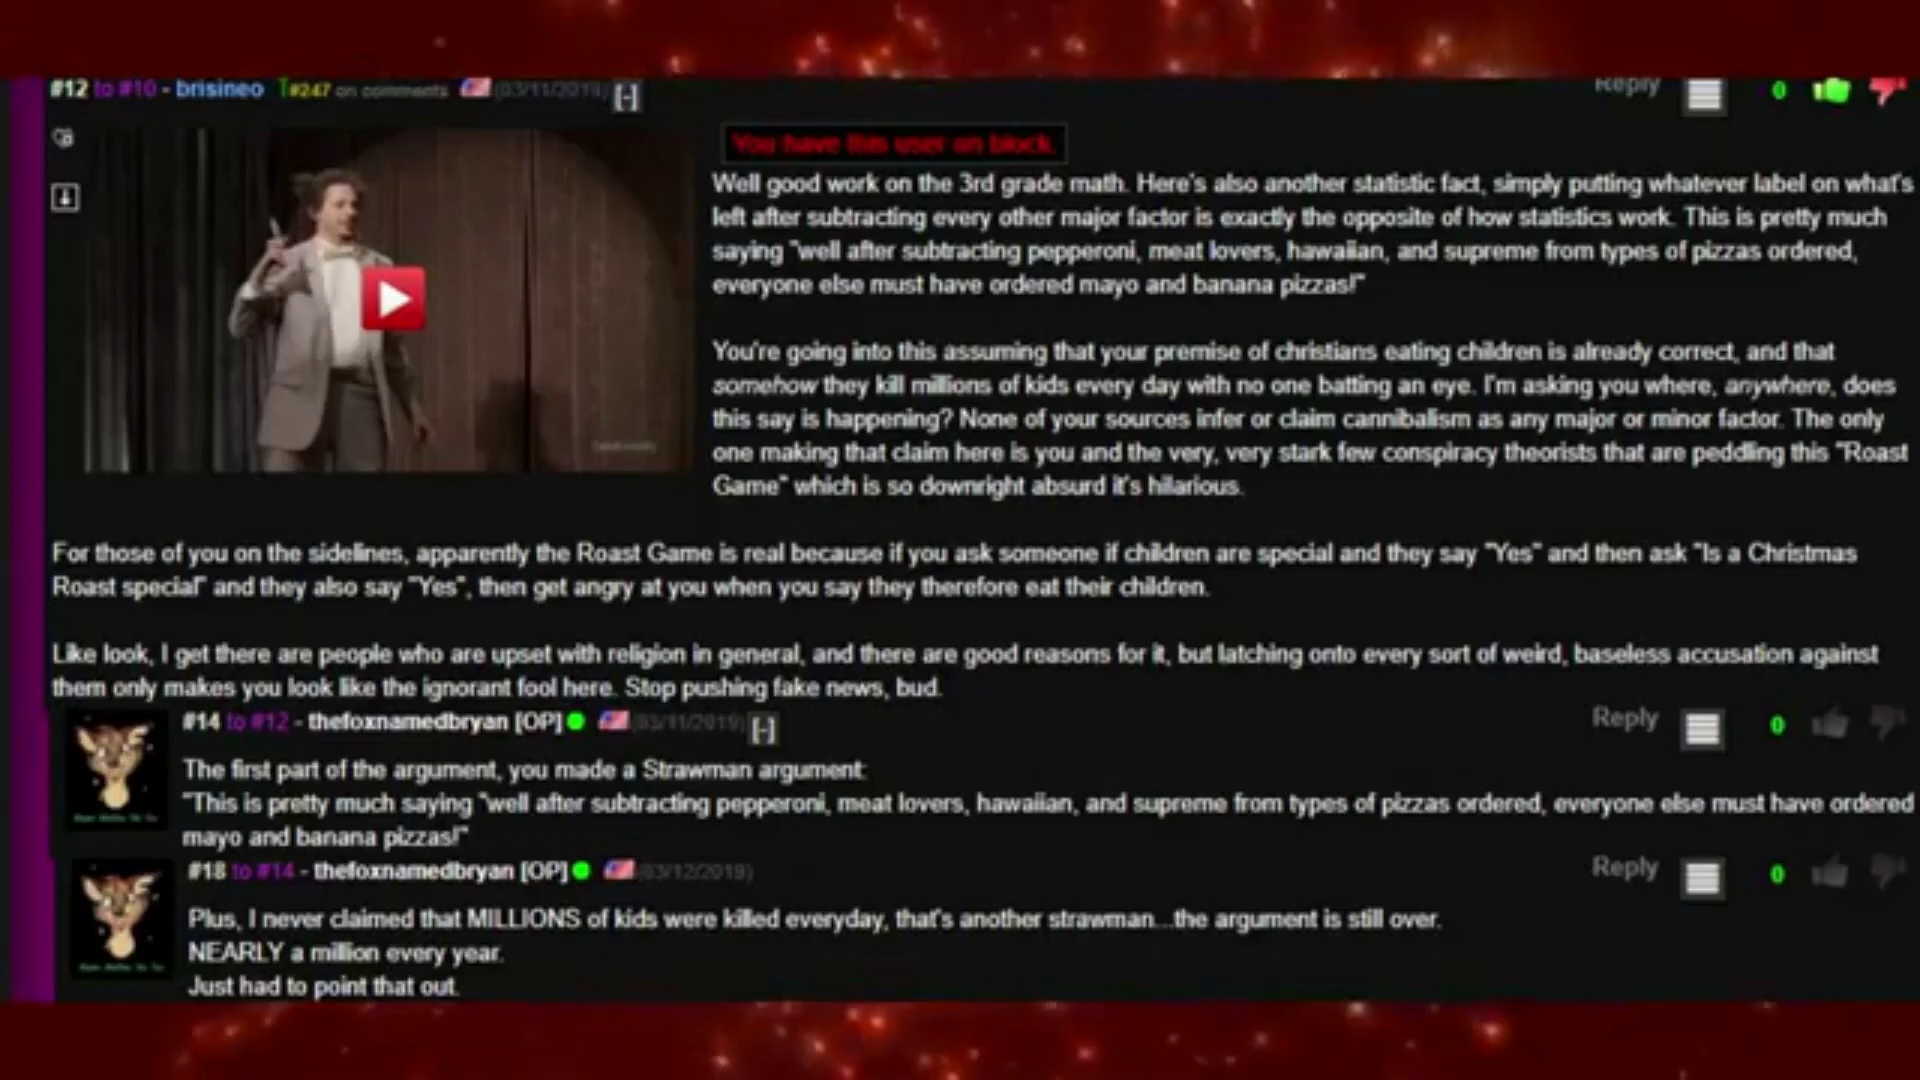 #12 to #10 - brisineo #247 on comments (03/11/2019) [-] Reply 0
You have this user on block.
Well good work on the 3rd grade math. Here's also another statistic fact, simply putting whatever label on what's
left after subtracting every other major factor is exactly the opposite of how statistics work. This is pretty much
saying "well after subtracting pepperoni, meat lovers, hawaiian, and supreme from types of pizzas ordered,
everyone else must have ordered mayo and banana pizzas!"
You're going into this assuming that your premise of christians eating children is already correct, and that
somehow they kill millions of kids every day with no one batting an eye. I'm asking you where, anywhere, does
this say is happening? None of your sources infer or claim cannibalism as any major or minor factor. The only
one making that claim here is you and the very, very stark few conspiracy theorists that are peddling this "Roast
Game" which is so downright absurd it's hilarious.
For those of you on the sidelines, apparently the Roast Game is real because if you ask someone if children are special and they say "Yes" and then ask "Is a Christmas
Roast special" and they also say "Yes", then get angry at you when you say they therefore eat their children.
Like look, I get there are people who are upset with religion in general, and there are good reasons for it, but latching onto every sort of weird, baseless accusation against
them only makes you look like the ignorant fool here. Stop pushing fake news, bud.
#14 to #12 - thefoxnamedbryan [OP] (03/11/2019) [-] Reply 0
The first part of the argument, you made a Strawman argument:
"This is pretty much saying "well after subtracting pepperoni, meat lovers, hawaiian, and supreme from types of pizzas ordered, everyone else must have ordered
mayo and banana pizzas!"
#18 to #14 - thefoxnamedbryan [OP] (03/12/2019) Reply 0
Plus, I never claimed that MILLIONS of kids were killed everyday, that's another strawman...the argument is still over.
NEARLY a million every year.
Just had to point that out.